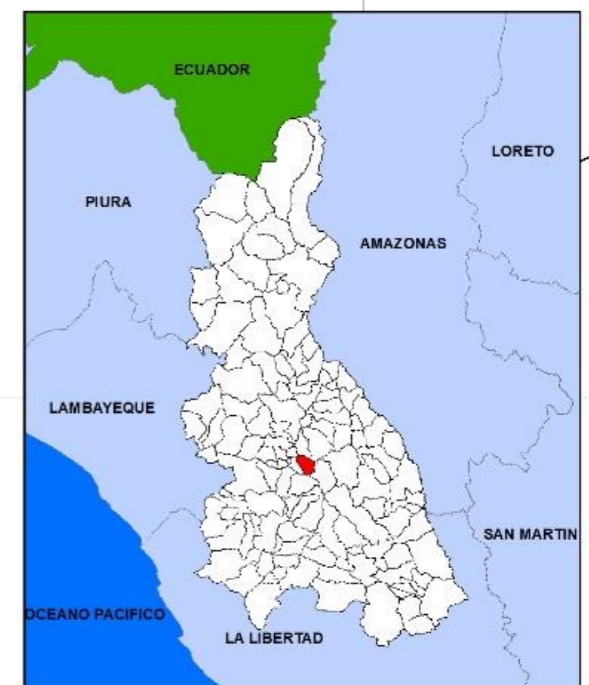 ECUADOR
LORETO
PIURA
AMAZONAS
LAMBAYEQUE
SAN MARTIN
OCEANO PACIFICO
LA LIBERTAD